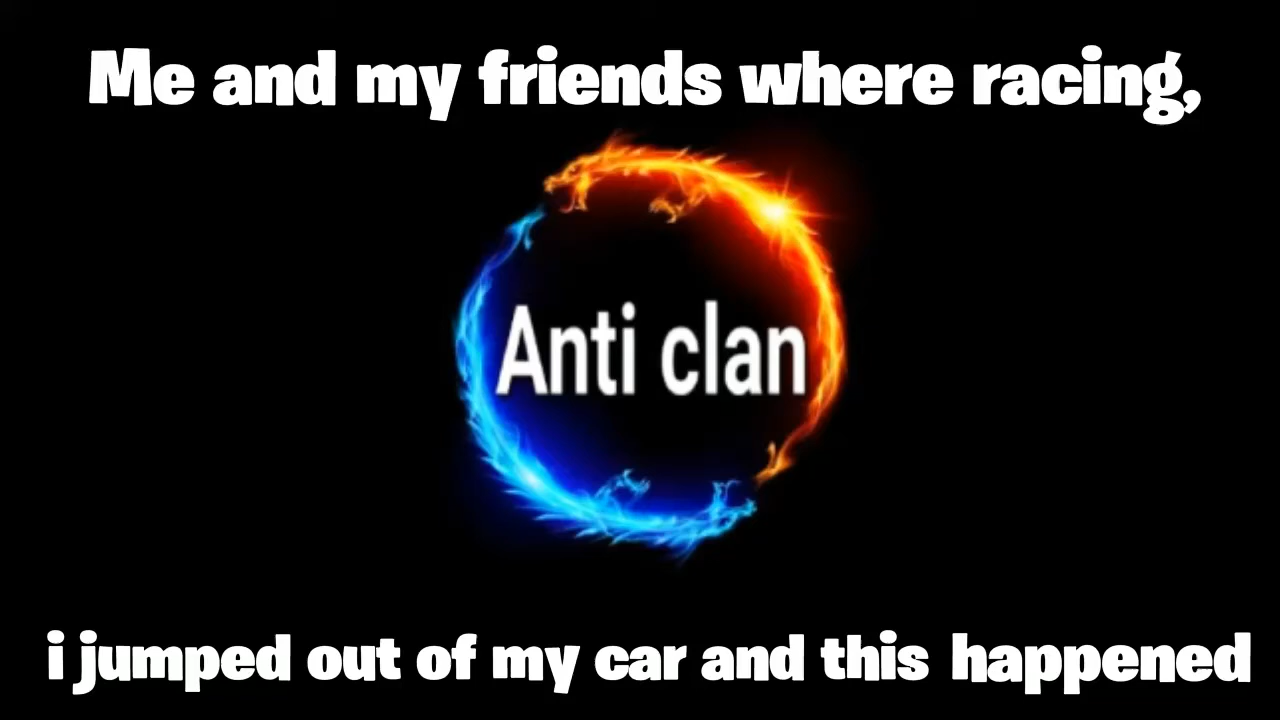 Me and my friends where racing,
Anti clan
i jumped out of my car and this happened